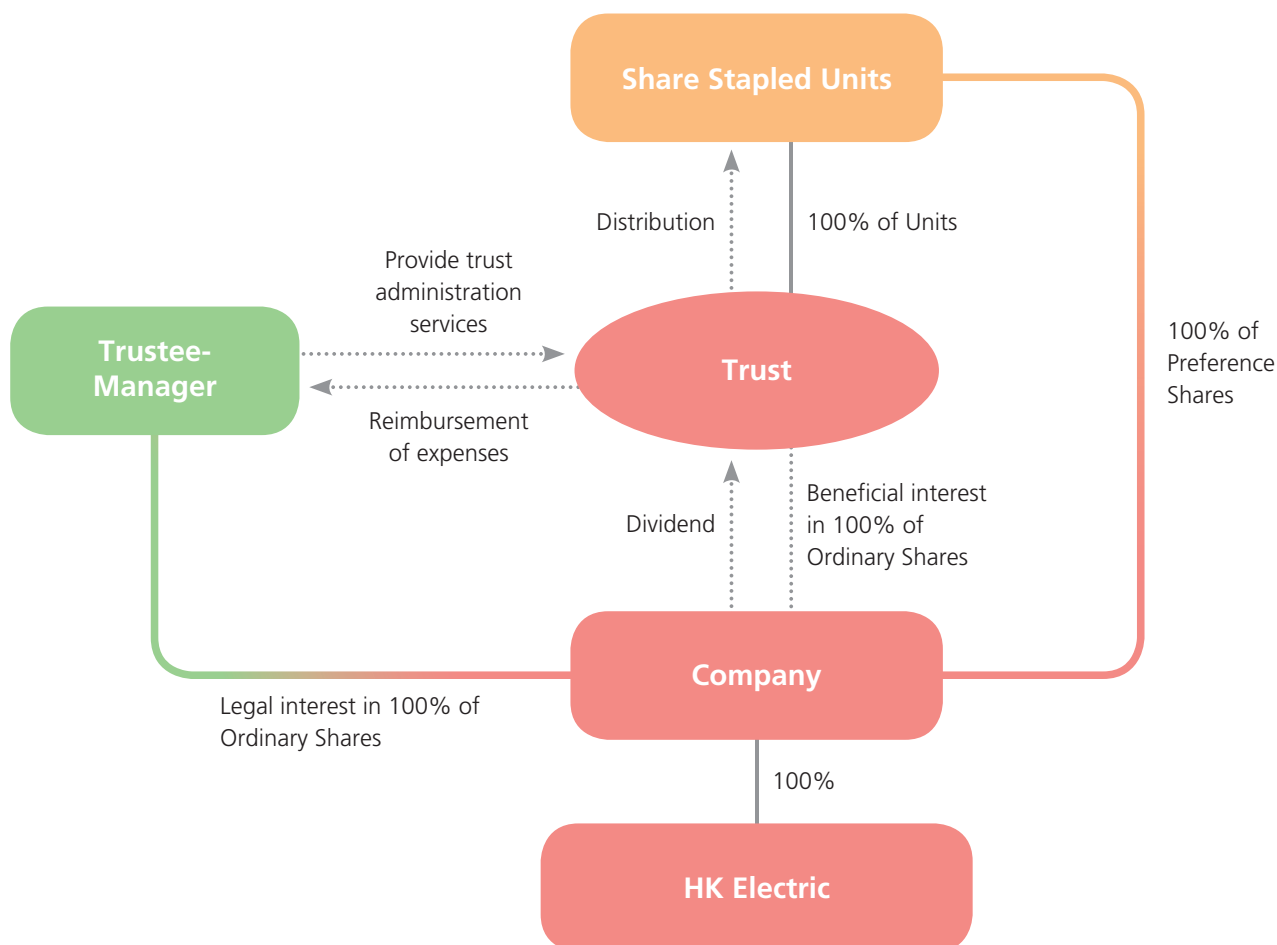 Share Stapled Units
Distribution
100% of Units
Provide trust
administration
services
Trustee-
Manager
Trust
100% of
Preference
Shares
Reimbursement
of expenses
Dividend
Beneficial interest
in 100% of
Ordinary Shares
Company
Legal interest in 100% of
Ordinary Shares
100%
HK Electric